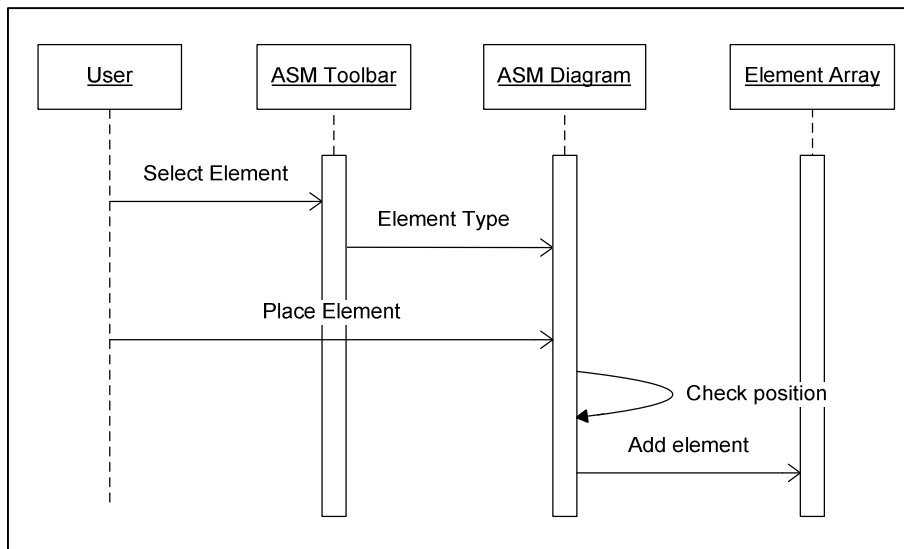 User
ASM Toolbar
ASM Diagram
Element Array
Select Element
Element Type
Place Element
Check position
Add element